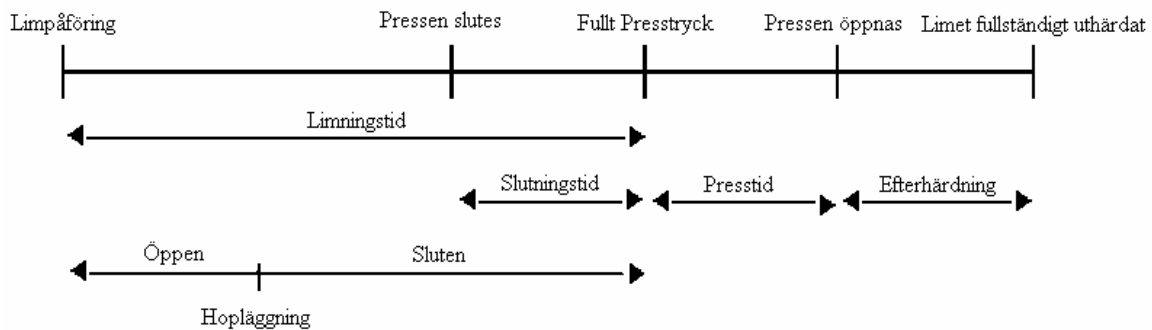 Limpåföring
Pressen slutes
Fullt Presstryck
Pressen öppnas
Limet fullständigt uthärdat
Limningstid
Slutningstid
Presstid
Efterhärdning
Öppen
Sluten
Hopläggning